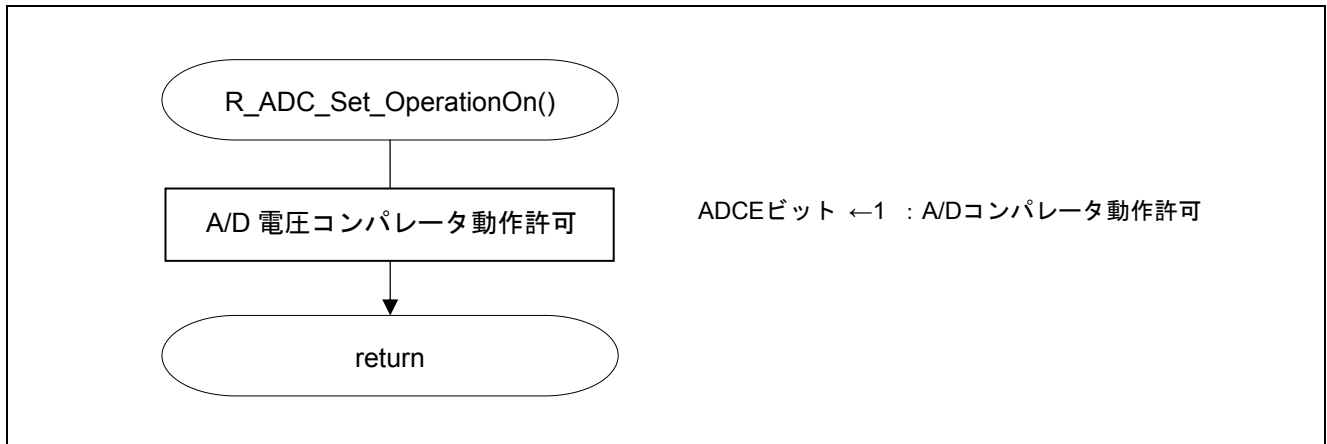 R_ADC_Set_OperationOn()
A/D 電圧コンパレータ動作許可
ADCEビット ←1 ：A/Dコンパレータ動作許可
return